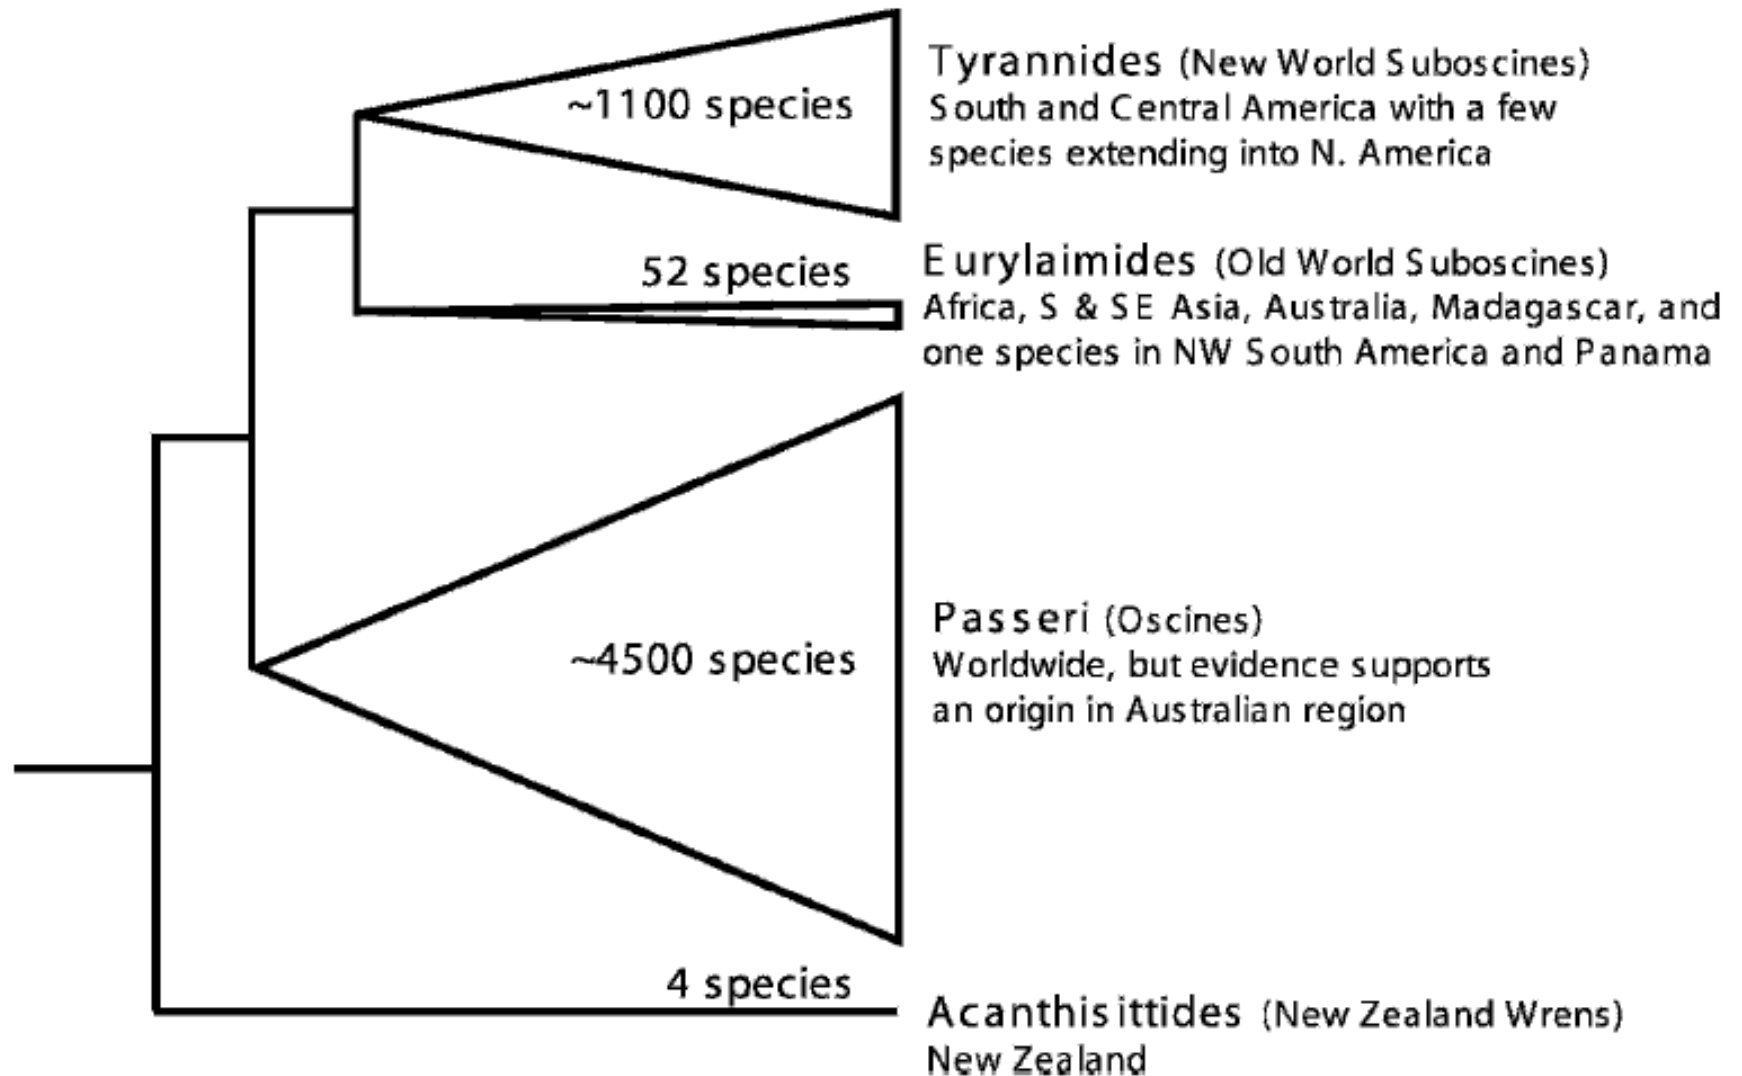 ~1100 species
Tyrannides (New World Suboscines)
South and Central America with a few
species extending into N. America
52 species
Eurylaimides (Old World Suboscines)
Africa, S & SE Asia, Australia, Madagascar, and
one species in NW South America and Panama
~4500 species
Passeri (Oscines)
Worldwide, but evidence supports
an origin in Australian region
4 species
Acanthisittides (New Zealand Wrens)
New Zealand